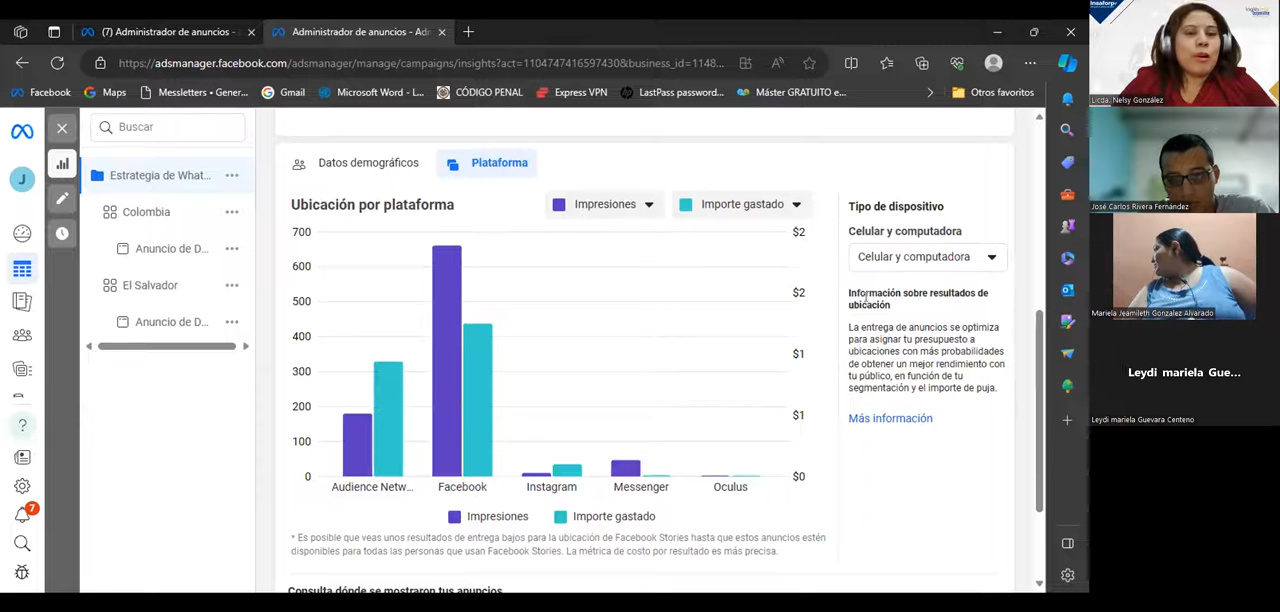 (7) Administrador de anuncios -
Administrador de anuncios - Adr
https://adsmanager.facebook.com/adsmanager/manage/campaigns/insights?act=1104747416597430&business_id=1148...
Facebook
Maps
Messletters • Gener...
Gmail
Microsoft Word - L...
CÓDIGO PENAL
Express VPN
LastPass password...
Máster GRATUITO e...
Otros favoritos
Buscar
J
Estrategia de What...
Colombia
Anuncio de D...
El Salvador
Anuncio de D...
7
Datos demográficos
Plataforma
Ubicación por plataforma
Impresiones
Importe gastado
700
600
500
400
300
200
100
0
$2
$2
$1
$1
$0
Audience Netw...
Facebook
Instagram
Messenger
Oculus
Impresiones
Importe gastado
* Es posible que veas unos resultados de entrega bajos para la ubicación de Facebook Stories hasta que estos anuncios estén
disponibles para todas las personas que usan Facebook Stories. La métrica de costo por resultado es más precisa.
Consulta dónde se mostraron tus anuncios
Tipo de dispositivo
Celular y computadora
Celular y computadora
Información sobre resultados de
ubicación
La entrega de anuncios se optimiza
para asignar tu presupuesto a
ubicaciones con más probabilidades
de obtener un mejor rendimiento con
tu público, en función de tu
segmentación y el importe de puja.
Más información
Insaforp
Licda. Nelsy González
José Carlos Rivera Fernández
Mariela Jeamileth Gonzalez Alvarado
Leydi mariela Gue...
Leydi mariela Guevara Centeno